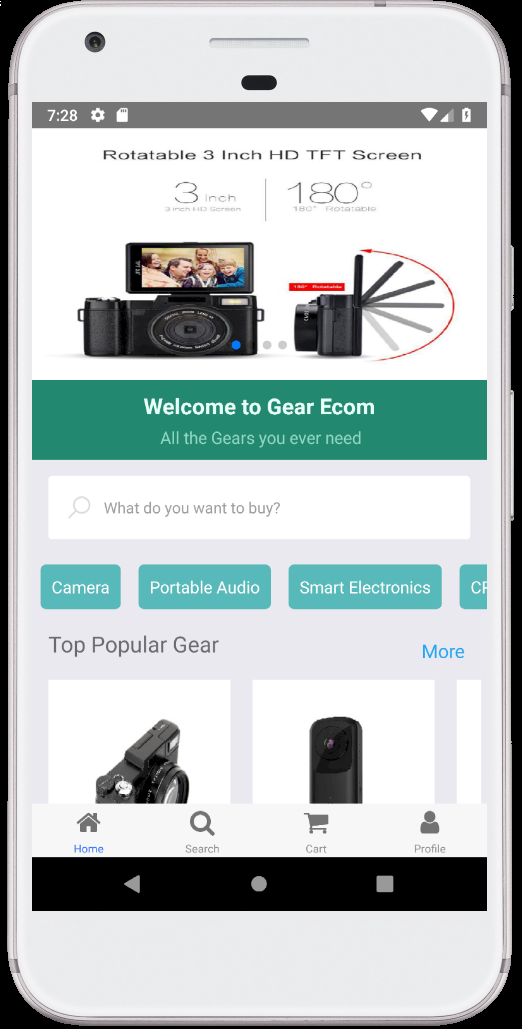 7:28
Rotatable 3 Inch HD TFT Screen
3 Inch 180°
3 Inch HD Screen 180° Rotatable
180° Rotatable
Welcome to Gear Ecom
All the Gears you ever need
What do you want to buy?
Camera Portable Audio Smart Electronics
Top Popular Gear More
Home Search Cart Profile